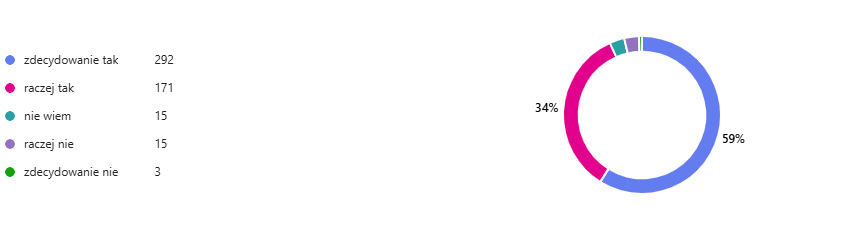 zdecydowanie tak 292
raczej tak 171
nie wiem 15
raczej nie 15
zdecydowanie nie 3
34%
59%